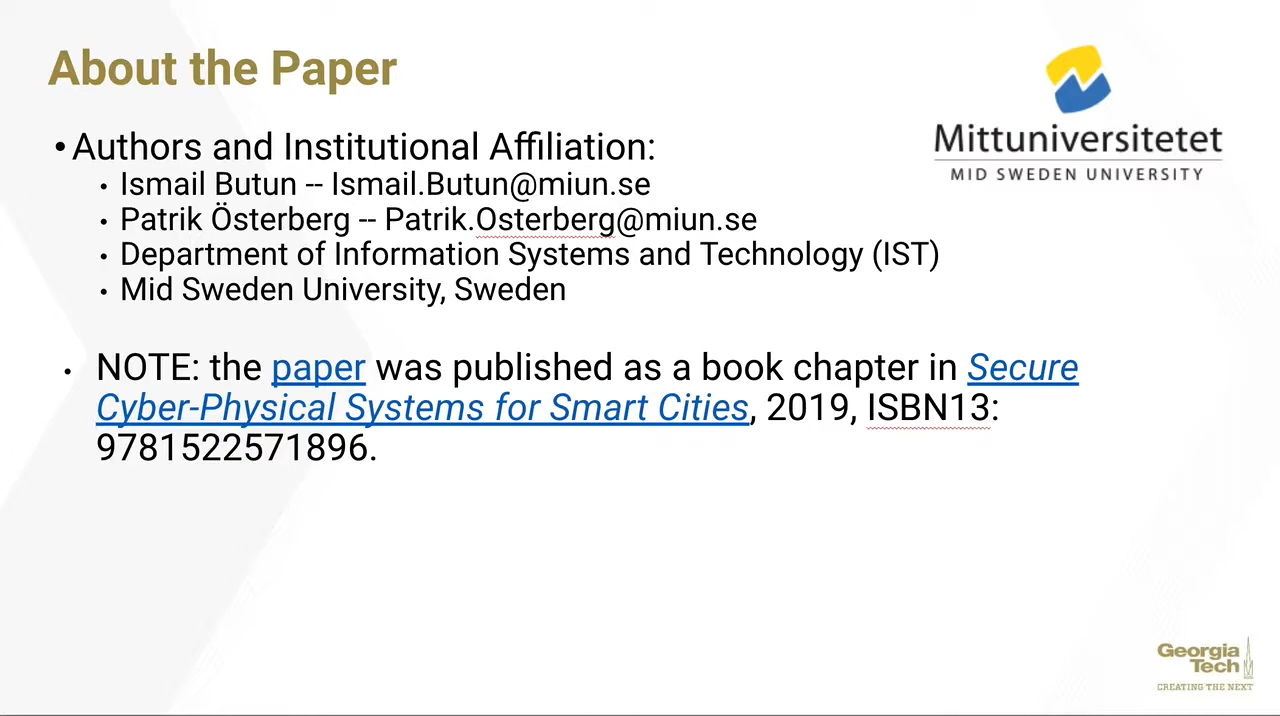 About the Paper
Mittuniversitetet
MID SWEDEN UNIVERSITY
• Authors and Institutional Affiliation:
• Ismail Butun -- Ismail.Butun@miun.se
• Patrik Österberg -- Patrik.Osterberg@miun.se
• Department of Information Systems and Technology (IST)
• Mid Sweden University, Sweden
• NOTE: the paper was published as a book chapter in Secure
Cyber-Physical Systems for Smart Cities, 2019, ISBN13:
9781522571896.
Georgia
Tech
CREATING THE NEXT